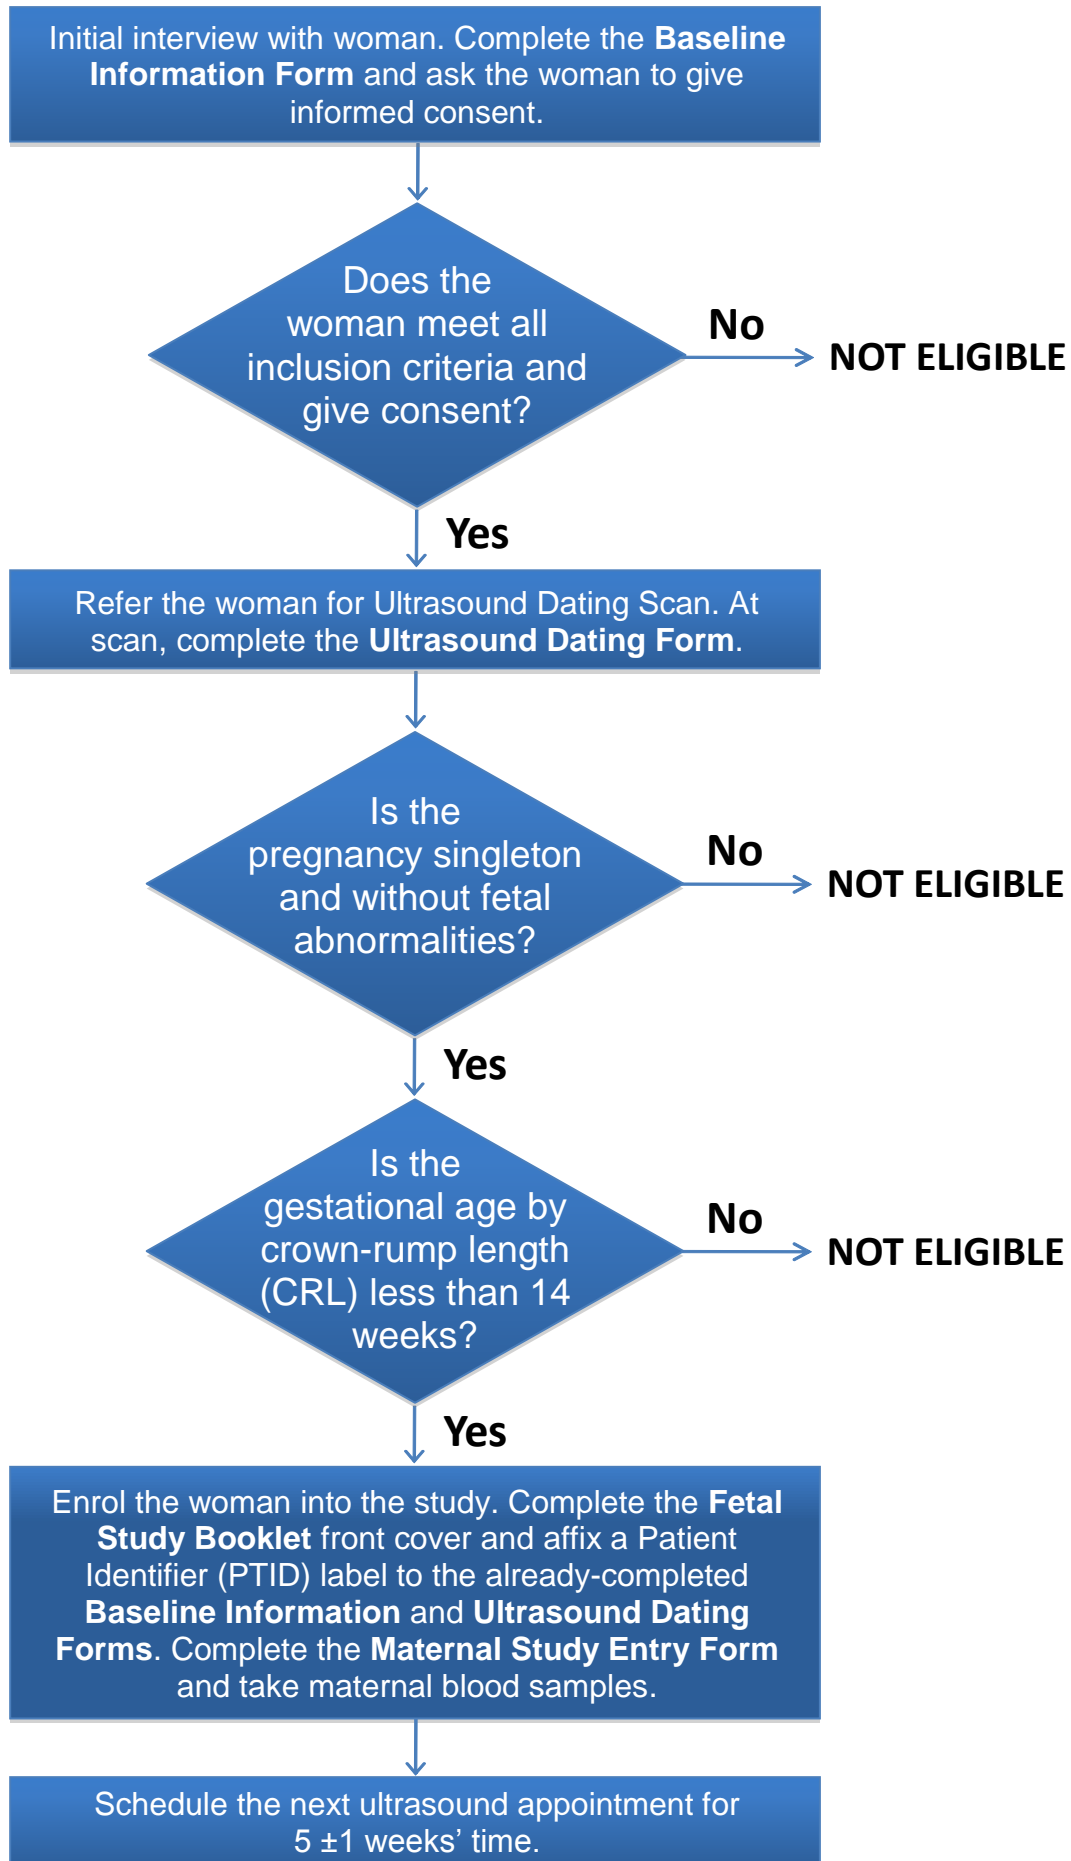 Initial interview with woman. Complete the Baseline
Information Form and ask the woman to give
informed consent.
Does the
woman meet all
inclusion criteria and
give consent?
No
NOT ELIGIBLE
Yes
Refer the woman for Ultrasound Dating Scan. At
scan, complete the Ultrasound Dating Form.
Is the
pregnancy singleton
and without fetal
abnormalities?
No
NOT ELIGIBLE
Yes
Is the
gestational age by
crown-rump length
(CRL) less than 14
weeks?
No
NOT ELIGIBLE
Yes
Enrol the woman into the study. Complete the Fetal
Study Booklet front cover and affix a Patient
Identifier (PTID) label to the already-completed
Baseline Information and Ultrasound Dating
Forms. Complete the Maternal Study Entry Form
and take maternal blood samples.
Schedule the next ultrasound appointment for
5 ±1 weeks’ time.